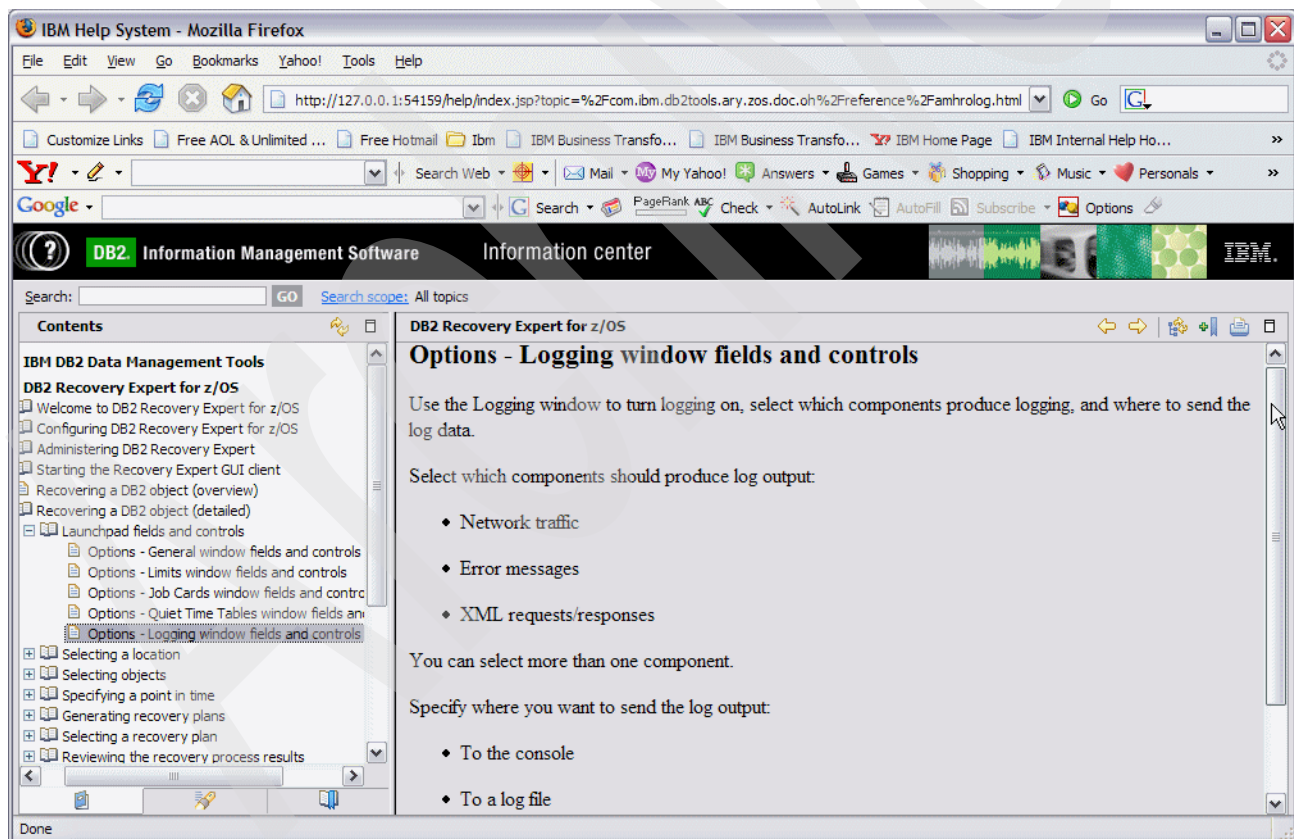 IBM Help System - Mozilla Firefox
File Edit View Go Bookmarks Yahoo! Tools Help
http://127.0.0.1:54159/help/index.jsp?topic=%2Fcom.ibm.db2tools.ary.zos.doc.oh%2Freference%2Famhrolog.html Go
Customize Links Free AOL & Unlimited ... Free Hotmail Ibm IBM Business Transfo... IBM Business Transfo... IBM Home Page IBM Internal Help Ho... »
Y! Search Web Mail My Yahoo! Answers Games Shopping Music Personals »
Google Search PageRank ABC Check AutoLink AutoFill Subscribe Options
DB2. Information Management Software Information center IBM.
Search: GO Search scope: All topics
Contents
IBM DB2 Data Management Tools
DB2 Recovery Expert for z/OS
Welcome to DB2 Recovery Expert for z/OS
Configuring DB2 Recovery Expert for z/OS
Administering DB2 Recovery Expert
Starting the Recovery Expert GUI client
Recovering a DB2 object (overview)
Recovering a DB2 object (detailed)
Launchpad fields and controls
Options - General window fields and controls
Options - Limits window fields and controls
Options - Job Cards window fields and contro
Options - Quiet Time Tables window fields an
Options - Logging window fields and controls
Selecting a location
Selecting objects
Specifying a point in time
Generating recovery plans
Selecting a recovery plan
Reviewing the recovery process results
DB2 Recovery Expert for z/OS
Options - Logging window fields and controls
Use the Logging window to turn logging on, select which components produce logging, and where to send the
log data.
Select which components should produce log output:
• Network traffic
• Error messages
• XML requests/responses
You can select more than one component.
Specify where you want to send the log output:
• To the console
• To a log file
Done